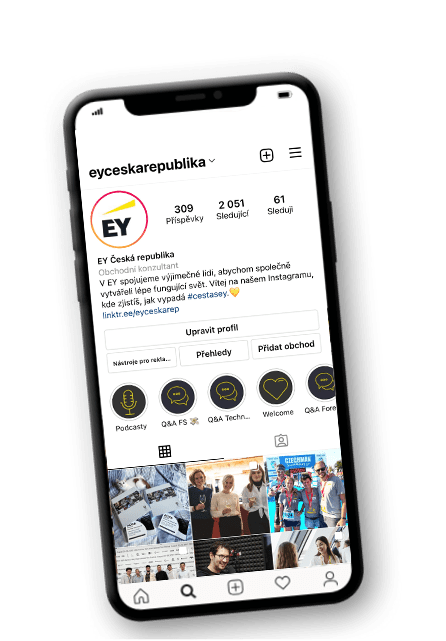 eyceskarepublika
EY
309 2 051 61
Příspěvky Sledující Sleduji
EY Česká republika
Obchodní konzultant
V EY spojujeme výjimečné lidi, abychom společně
vytvářeli lépe fungující svět. Vítej na našem Instagramu,
kde zjistíš, jak vypadá #cestasey.💛
linktr.ee/eyceskarep
Upravit profil
Nástroje pro rekla... Přehledy Přidat obchod
Podcasty Q&A FS 💸 Q&A Techn... Welcome Q&A Fore
CZECHMAN